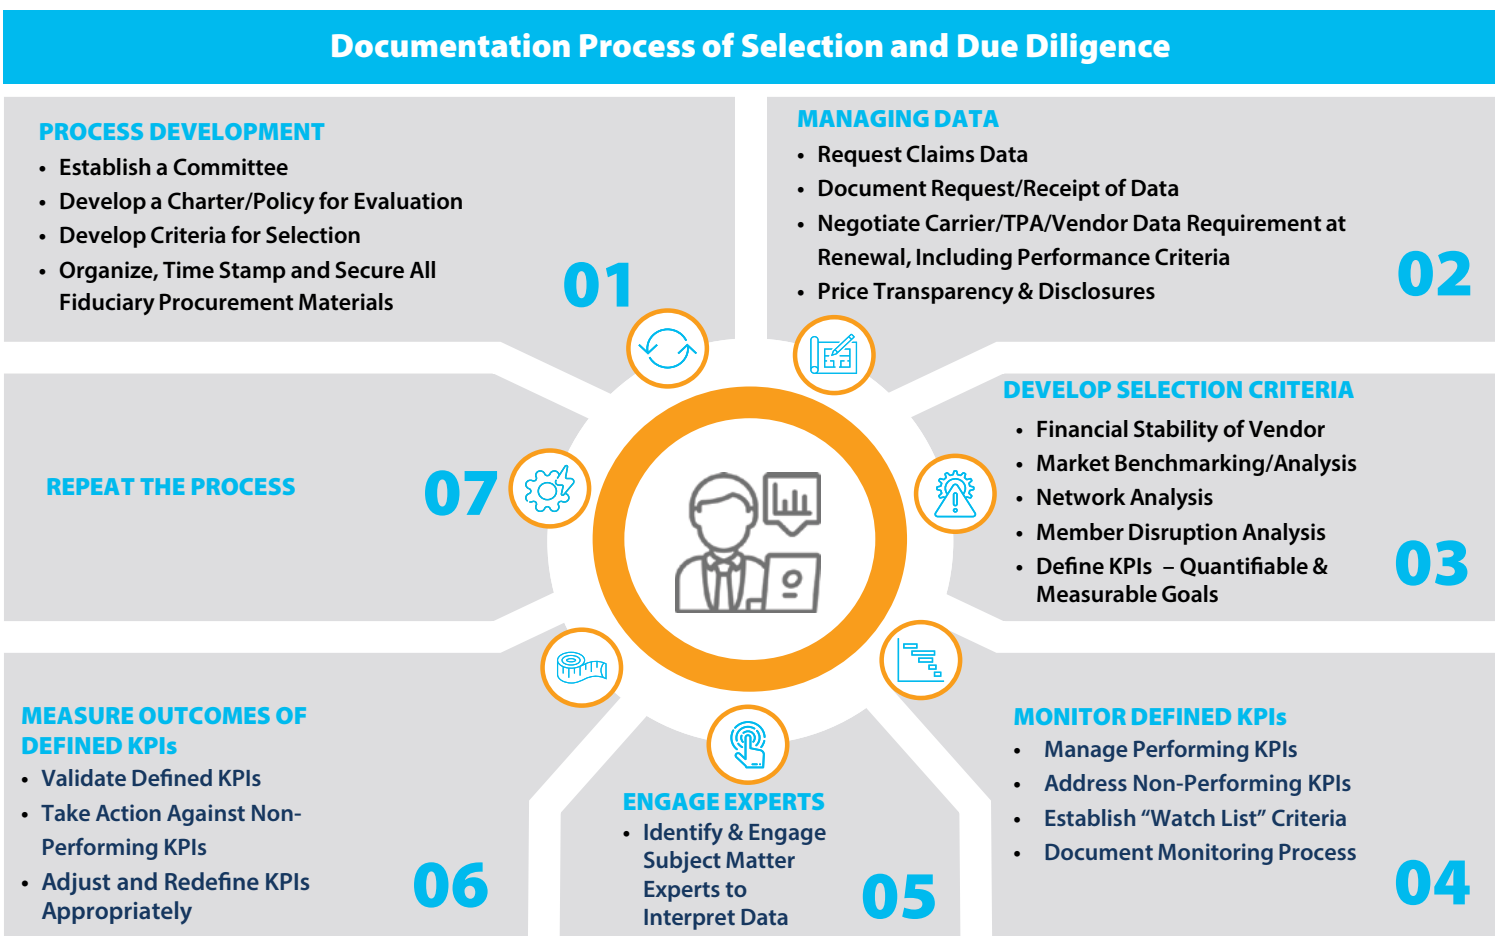 Documentation Process of Selection and Due Diligence
PROCESS DEVELOPMENT
• Establish a Committee
• Develop a Charter/Policy for Evaluation
• Develop Criteria for Selection
• Organize, Time Stamp and Secure All
Fiduciary Procurement Materials
01
MANAGING DATA
• Request Claims Data
• Document Request/Receipt of Data
• Negotiate Carrier/TPA/Vendor Data Requirement at
Renewal, Including Performance Criteria
• Price Transparency & Disclosures
02
DEVELOP SELECTION CRITERIA
• Financial Stability of Vendor
• Market Benchmarking/Analysis
• Network Analysis
• Member Disruption Analysis
• Define KPIs – Quantifiable &
Measurable Goals
03
MONITOR DEFINED KPIs
• Manage Performing KPIs
• Address Non-Performing KPIs
• Establish “Watch List” Criteria
• Document Monitoring Process
04
ENGAGE EXPERTS
• Identify & Engage
Subject Matter
Experts to
Interpret Data
05
MEASURE OUTCOMES OF
DEFINED KPIs
• Validate Defined KPIs
• Take Action Against Non-
Performing KPIs
• Adjust and Redefine KPIs
Appropriately
06
REPEAT THE PROCESS
07